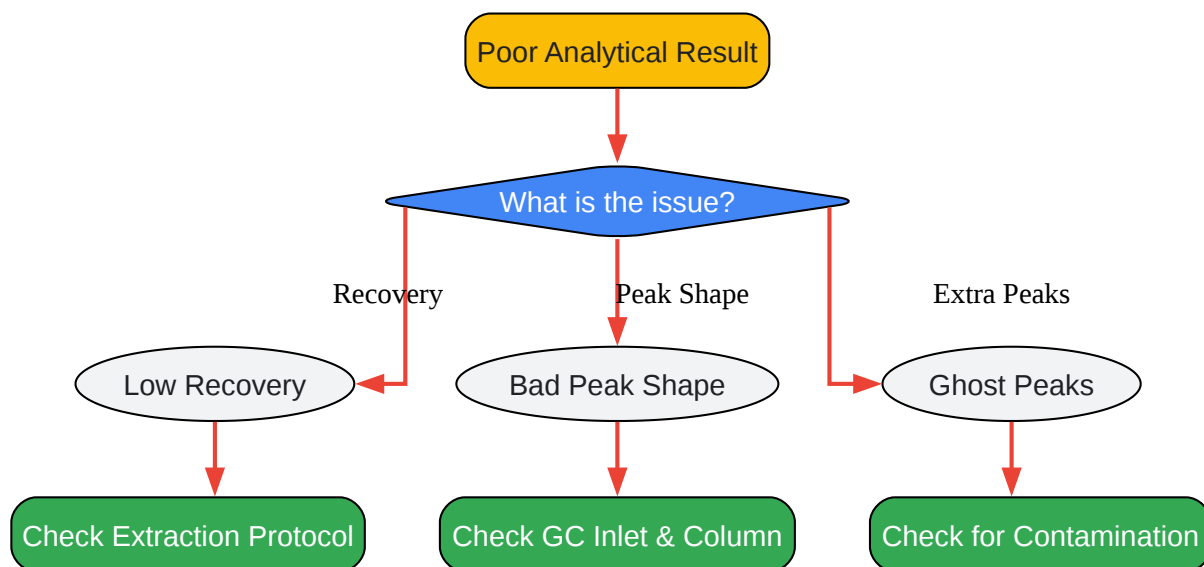 Poor Analytical Result
What is the issue?
Recovery
Peak Shape
Extra Peaks
Low Recovery
Bad Peak Shape
Ghost Peaks
Check Extraction Protocol
Check GC Inlet & Column
Check for Contamination